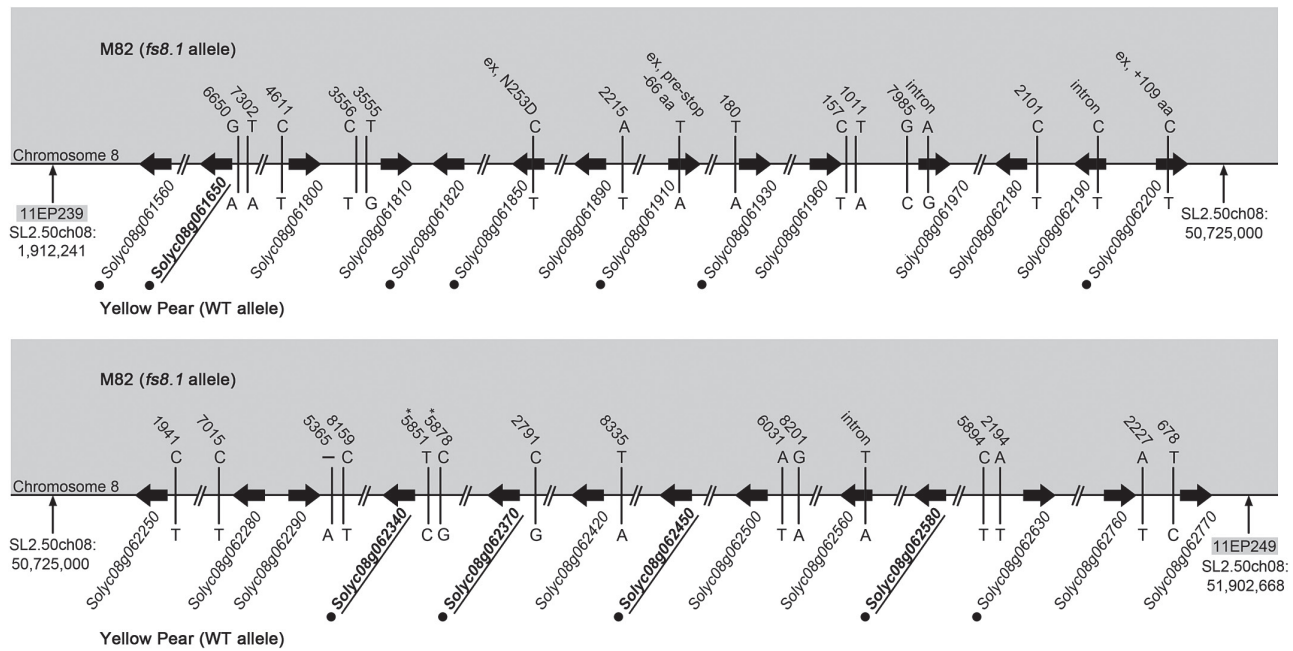 M82 (fs8.1 allele)
6650 7302 4611 3556 3555 ex, N253D 2215 ex, pre-stop -66 aa 180 157 1011 7985 intron 2101 intron ex, +109 aa
G T C C T C A T T C T G A C C C
Chromosome 8
A A T T G T T A A T A C G T T T
11EP239
SL2.50ch08:
1,912,241
Solyc08g061560 Solyc08g061650 Solyc08g061800 Solyc08g061810 Solyc08g061820 Solyc08g061850 Solyc08g061890 Solyc08g061910 Solyc08g061930 Solyc08g061960 Solyc08g061970 Solyc08g062180 Solyc08g062190 Solyc08g062200
SL2.50ch08:
50,725,000
Yellow Pear (WT allele)
M82 (fs8.1 allele)
1941 7015 5365 8159 *5851 *5878 2791 8335 6031 8201 intron 5894 2194 2227 678
C C – C T C C T A G T C A A T
Chromosome 8
T T A T C G G A T A A T T T C
SL2.50ch08:
50,725,000
Solyc08g062250 Solyc08g062280 Solyc08g062290 Solyc08g062340 Solyc08g062370 Solyc08g062420 Solyc08g062450 Solyc08g062500 Solyc08g062560 Solyc08g062580 Solyc08g062630 Solyc08g062760 Solyc08g062770
11EP249
SL2.50ch08:
51,902,668
Yellow Pear (WT allele)